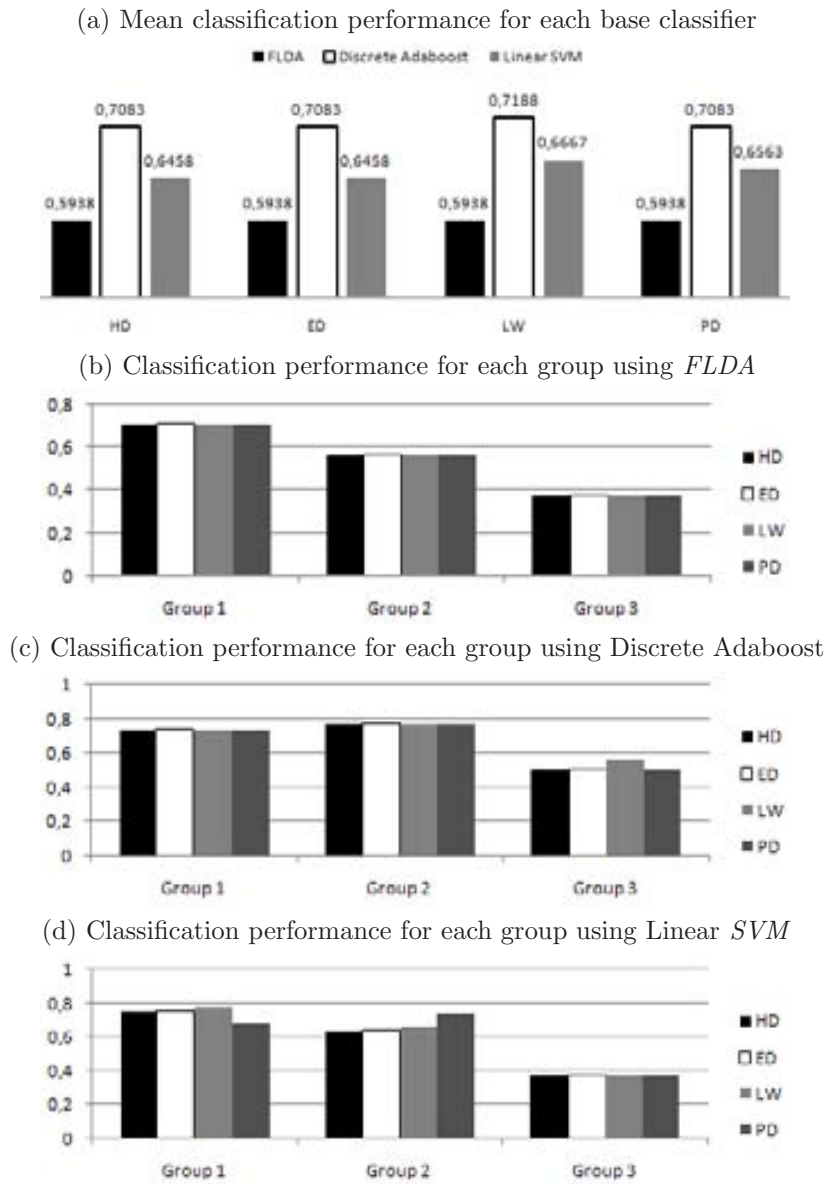 (a) Mean classification performance for each base classifier
FLDA Discrete Adaboost Linear SVM
0,5938 0,7083 0,6458 0,5938 0,7083 0,6458 0,5938 0,7188 0,6667 0,5938 0,7083 0,6563
HD ED LW PD
(b) Classification performance for each group using FLDA
0,8
0,6
0,4
0,2
0
Group 1 Group 2 Group 3
HD
ED
LW
PD
(c) Classification performance for each group using Discrete Adaboost
1
0,8
0,6
0,4
0,2
0
Group 1 Group 2 Group 3
HD
ED
LW
PD
(d) Classification performance for each group using Linear SVM
1
0,8
0,6
0,4
0,2
0
Group 1 Group 2 Group 3
HD
ED
LW
PD